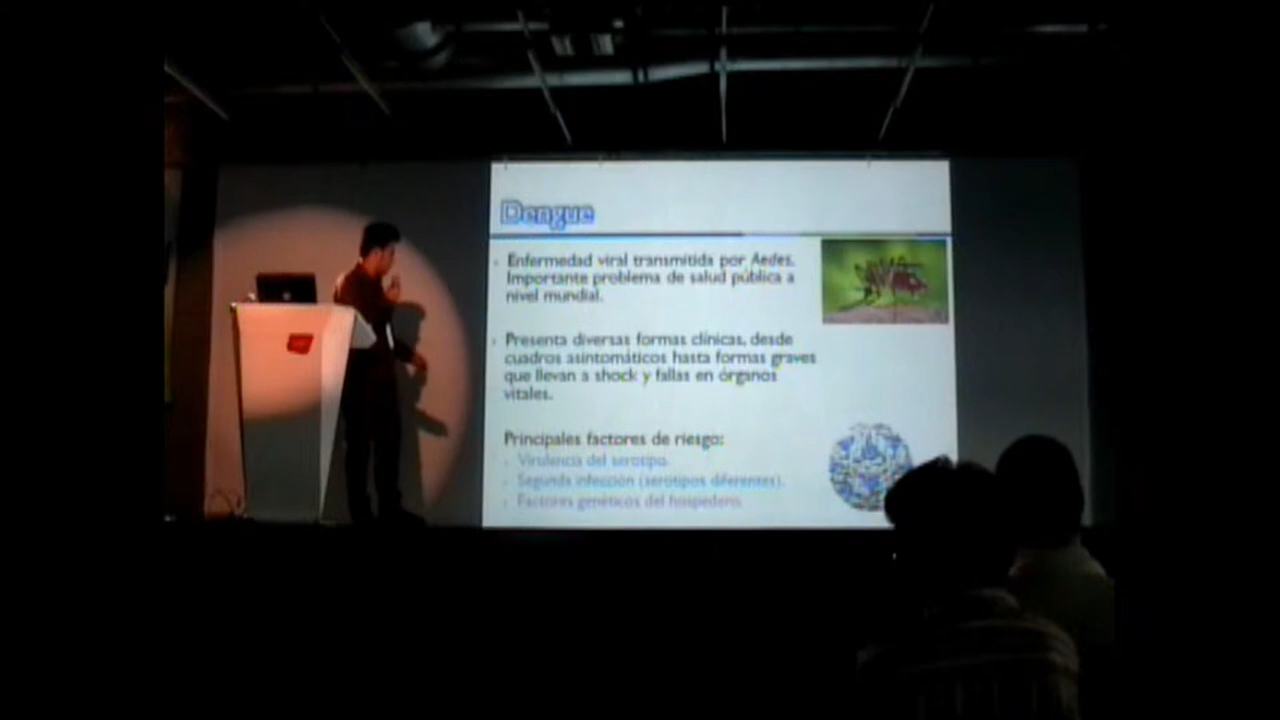 Dengue
Enfermedad viral transmitida por Aedes.
Importante problema de salud pública a
nivel mundial.
Presenta diversas formas clínicas, desde
cuadros asintomáticos hasta formas graves
que llevan a shock y fallas en órganos
vitales.
Principales factores de riesgo:
Virulencia del serotipo.
Segunda infección (serotipos diferentes).
Factores genéticos del hospedero.